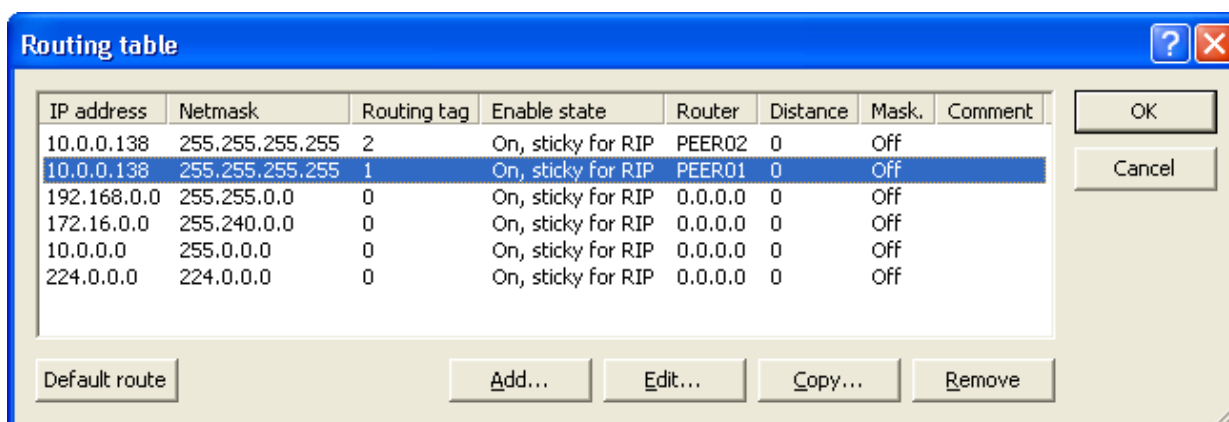 Routing table
IP address Netmask Routing tag Enable state Router Distance Mask. Comment
10.0.0.138 255.255.255.255 2 On, sticky for RIP PEER02 0 Off
10.0.0.138 255.255.255.255 1 On, sticky for RIP PEER01 0 Off
192.168.0.0 255.255.0.0 0 On, sticky for RIP 0.0.0.0 0 Off
172.16.0.0 255.240.0.0 0 On, sticky for RIP 0.0.0.0 0 Off
10.0.0.0 255.0.0.0 0 On, sticky for RIP 0.0.0.0 0 Off
224.0.0.0 224.0.0.0 0 On, sticky for RIP 0.0.0.0 0 Off
OK
Cancel
Default route Add... Edit... Copy... Remove